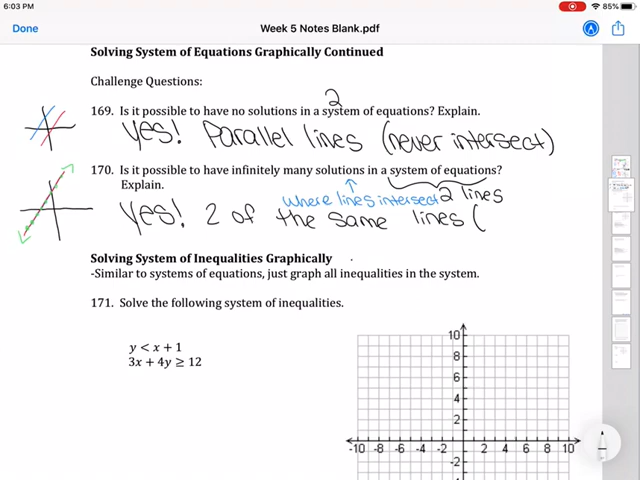 6:03 PM
85%
Done
Week 5 Notes Blank.pdf
Solving System of Equations Graphically Continued
Challenge Questions:
2
169. Is it possible to have no solutions in a system of equations? Explain.
Yes! Parallel lines (never intersect)
170. Is it possible to have infinitely many solutions in a system of equations?
Explain.
where lines intersect 2 lines
Yes! 2 of the same lines (
Solving System of Inequalities Graphically
-Similar to systems of equations, just graph all inequalities in the system.
171. Solve the following system of inequalities.
y < x + 1
3x + 4y ≥ 12
10
8
6
4
2
-10 -8 -6 -4 -2 2 4 6 8 10
-2